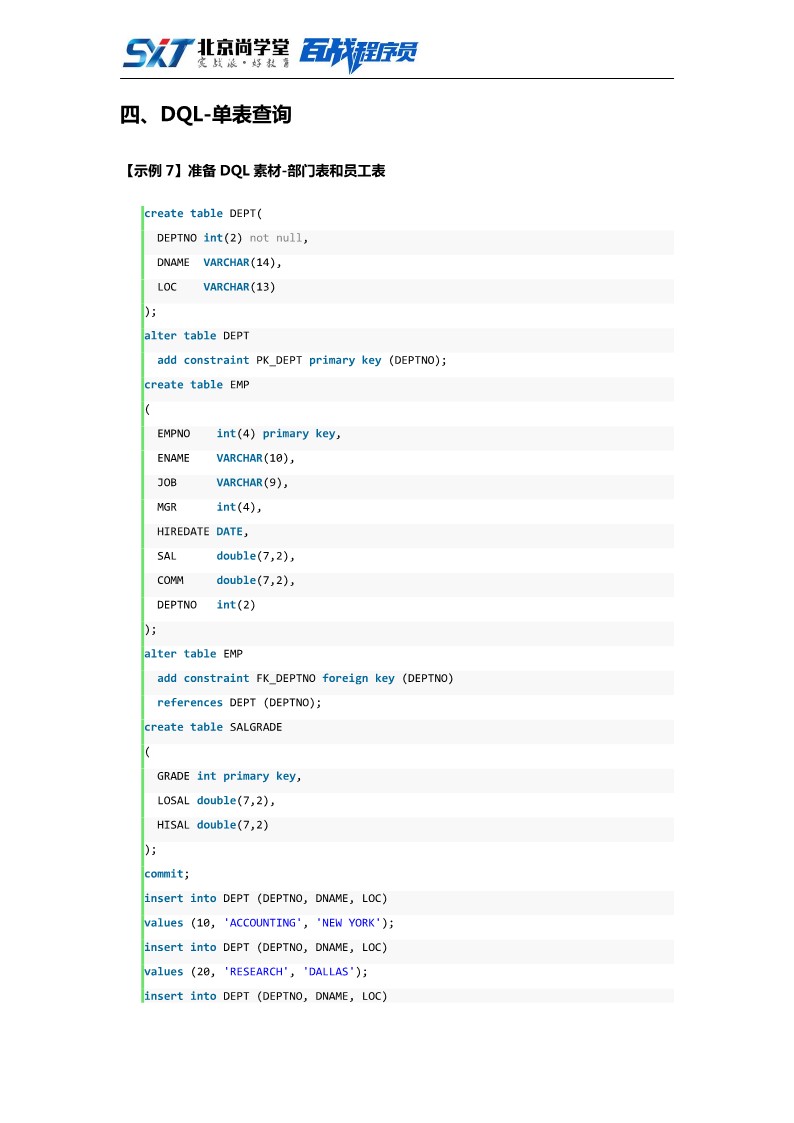 SXT 北京尚学堂 实战派·好教育 百战程序员
四、DQL-单表查询
【示例 7】准备 DQL 素材-部门表和员工表
create table DEPT(
  DEPTNO int(2) not null,
  DNAME  VARCHAR(14),
  LOC    VARCHAR(13)
);
alter table DEPT
  add constraint PK_DEPT primary key (DEPTNO);
create table EMP
(
  EMPNO    int(4) primary key,
  ENAME    VARCHAR(10),
  JOB      VARCHAR(9),
  MGR      int(4),
  HIREDATE DATE,
  SAL      double(7,2),
  COMM     double(7,2),
  DEPTNO   int(2)
);
alter table EMP
  add constraint FK_DEPTNO foreign key (DEPTNO)
  references DEPT (DEPTNO);
create table SALGRADE
(
  GRADE int primary key,
  LOSAL double(7,2),
  HISAL double(7,2)
);
commit;
insert into DEPT (DEPTNO, DNAME, LOC)
values (10, 'ACCOUNTING', 'NEW YORK');
insert into DEPT (DEPTNO, DNAME, LOC)
values (20, 'RESEARCH', 'DALLAS');
insert into DEPT (DEPTNO, DNAME, LOC)